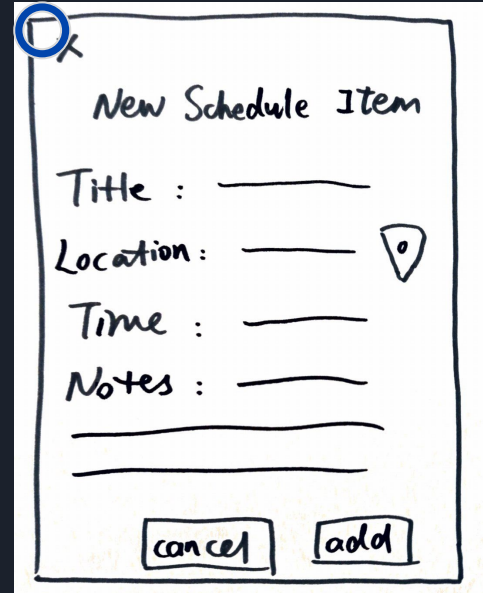 X
New Schedule Item
Title :
Location :
Time :
Notes :
cancel
add